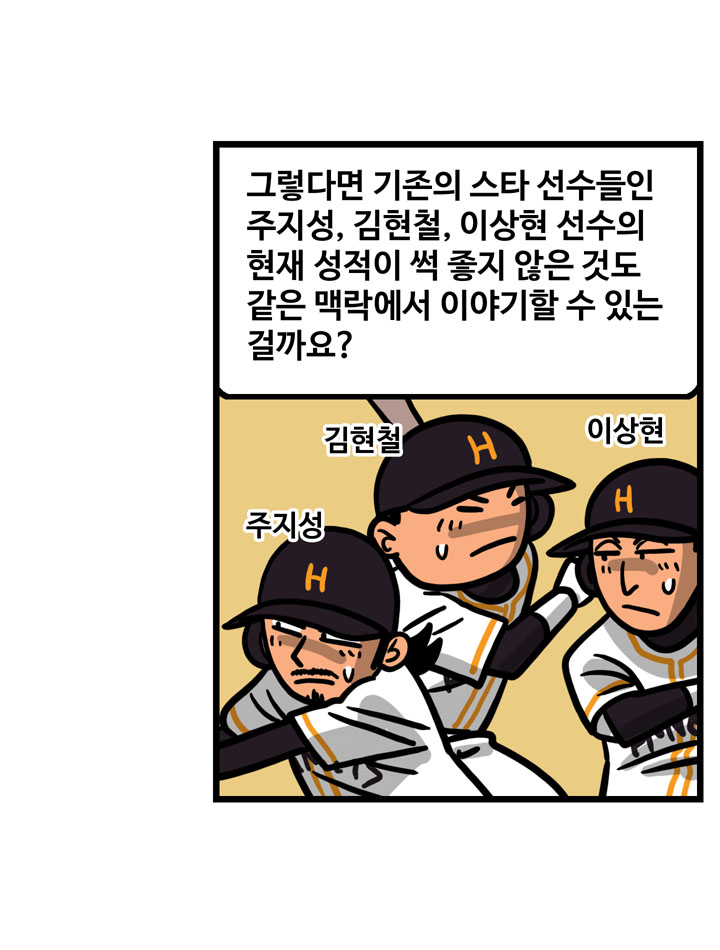 그렇다면 기존의 스타 선수들인
주지성, 김현철, 이상현 선수의
현재 성적이 썩 좋지 않은 것도
같은 맥락에서 이야기할 수 있는
걸까요?
김현철
이상현
주지성
H
H
H